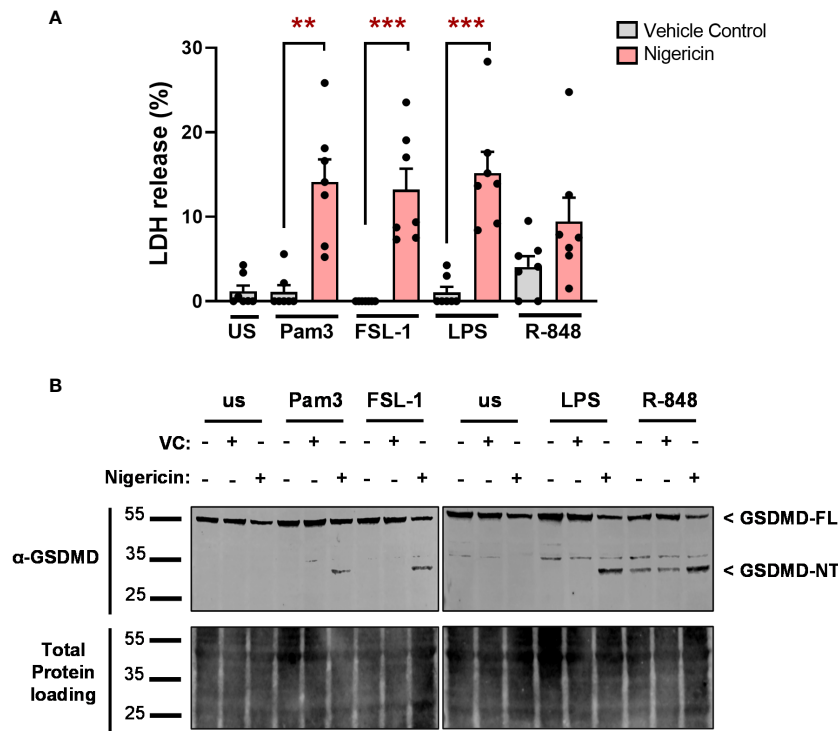 A
** *** ***
Vehicle Control
Nigericin
LDH release (%)
30
20
10
0
US Pam3 FSL-1 LPS R-848
B
us Pam3 FSL-1 us LPS R-848
VC: - + - - + - - + - - + - - + - - + -
Nigericin: - - + - - + - - + - - + - - + - - +
α-GSDMD
55
35
25
< GSDMD-FL
< GSDMD-NT
Total
Protein
loading
55
35
25